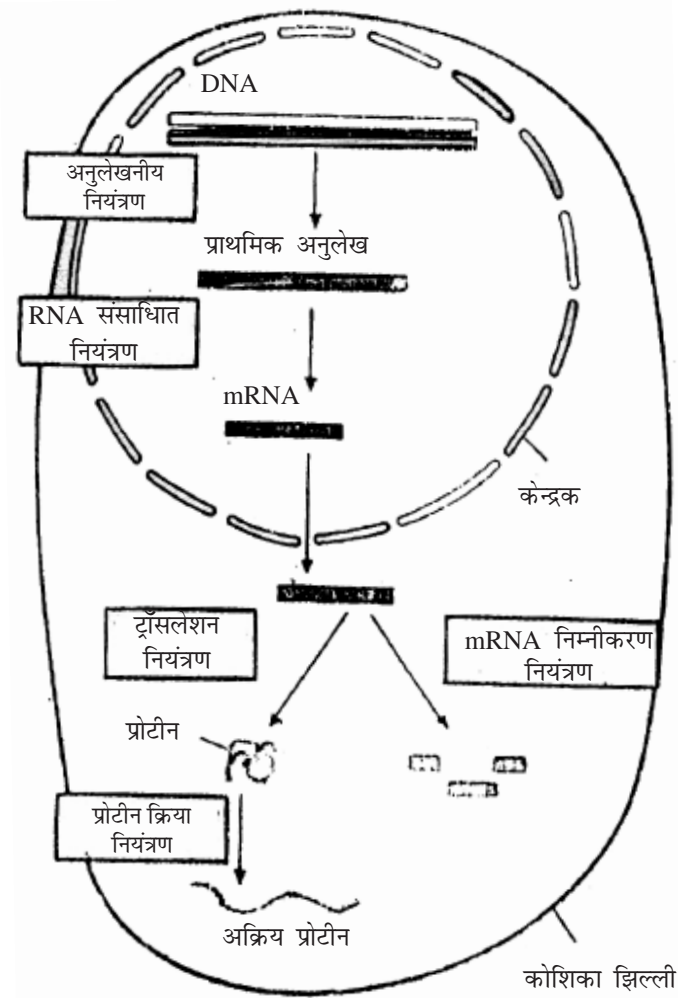 DNA
अनुलेखनीय
नियंत्रण
प्राथमिक अनुलेख
RNA संसाधिात
नियंत्रण
mRNA
केन्द्रक
ट्राँसलेशन
नियंत्रण
mRNA निम्नीकरण
नियंत्रण
प्रोटीन
प्रोटीन क्रिया
नियंत्रण
अक्रिय प्रोटीन
कोशिका झिल्ली